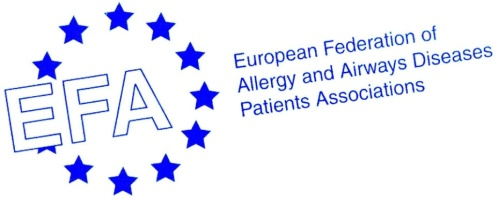 EFA
European Federation of
Allergy and Airways Diseases
Patients Associations